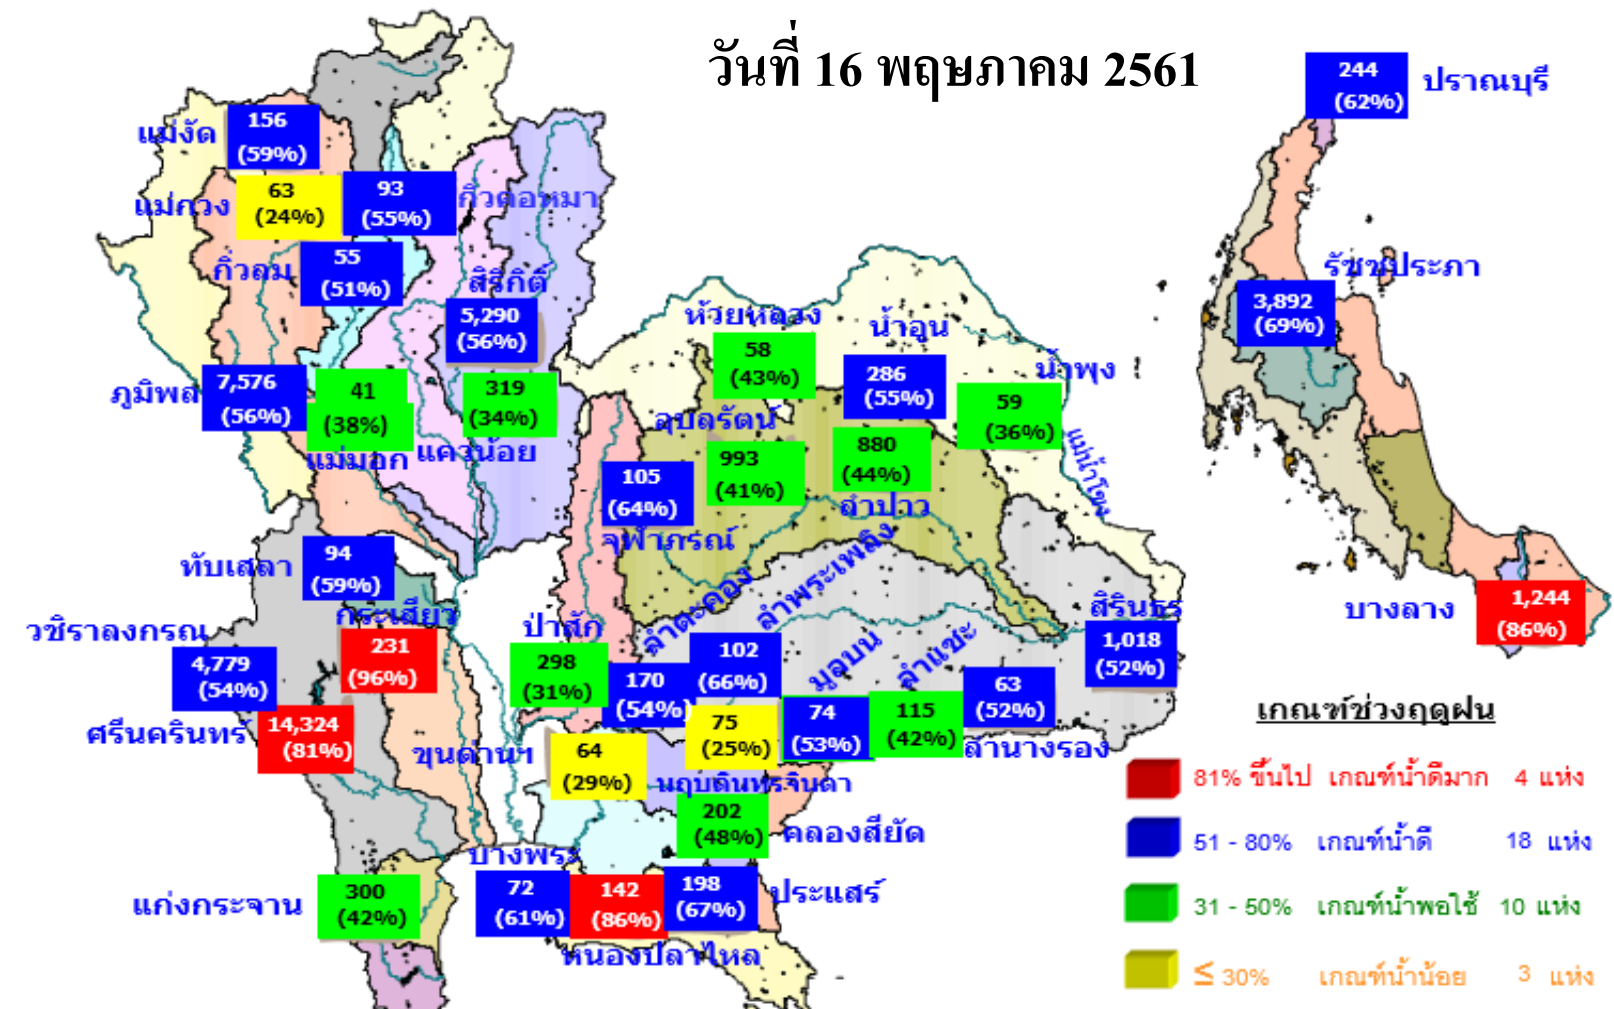 วันที่ 16 พฤษภาคม 2561
244
(62%)
ปราณบุรี
แม่งัด
156
(59%)
แม่กวง
63
(24%)
93
(55%)
กิ่วคอหมา
กิ่วลม
55
(51%)
สิริกิติ์
5,290
(56%)
รัชชประภา
3,892
(69%)
ห้วยหลวง
58
(43%)
น้ำอูน
286
(55%)
น้ำพุง
59
(36%)
ภูมิพล
7,576
(56%)
41
(38%)
แม่มอก
319
(34%)
แควน้อย
อุบลรัตน์
993
(41%)
880
(44%)
ลำปาว
แม่น้ำโขง
105
(64%)
จุฬาภรณ์
ทับเสลา
94
(59%)
กระเสียว
231
(96%)
ป่าสัก
298
(31%)
ลำตะคอง
170
(54%)
ลำพระเพลิง
102
(66%)
มูลบน
74
(53%)
ลำแชะ
115
(42%)
63
(52%)
ลำนางรอง
สิรินธร
1,018
(52%)
บางลาง
1,244
(86%)
วชิราลงกรณ
4,779
(54%)
ศรีนครินทร์
14,324
(81%)
ขุนด่านฯ
64
(29%)
75
(25%)
นฤบดินทรจินดา
202
(48%)
คลองสียัด
บางพระ
72
(61%)
142
(86%)
หนองปลาไหล
198
(67%)
ประแสร์
แก่งกระจาน
300
(42%)
เกณฑ์ช่วงฤดูฝน
81% ขึ้นไป เกณฑ์น้ำดีมาก 4 แห่ง
51 - 80% เกณฑ์น้ำดี 18 แห่ง
31 - 50% เกณฑ์น้ำพอใช้ 10 แห่ง
≤ 30% เกณฑ์น้ำน้อย 3 แห่ง